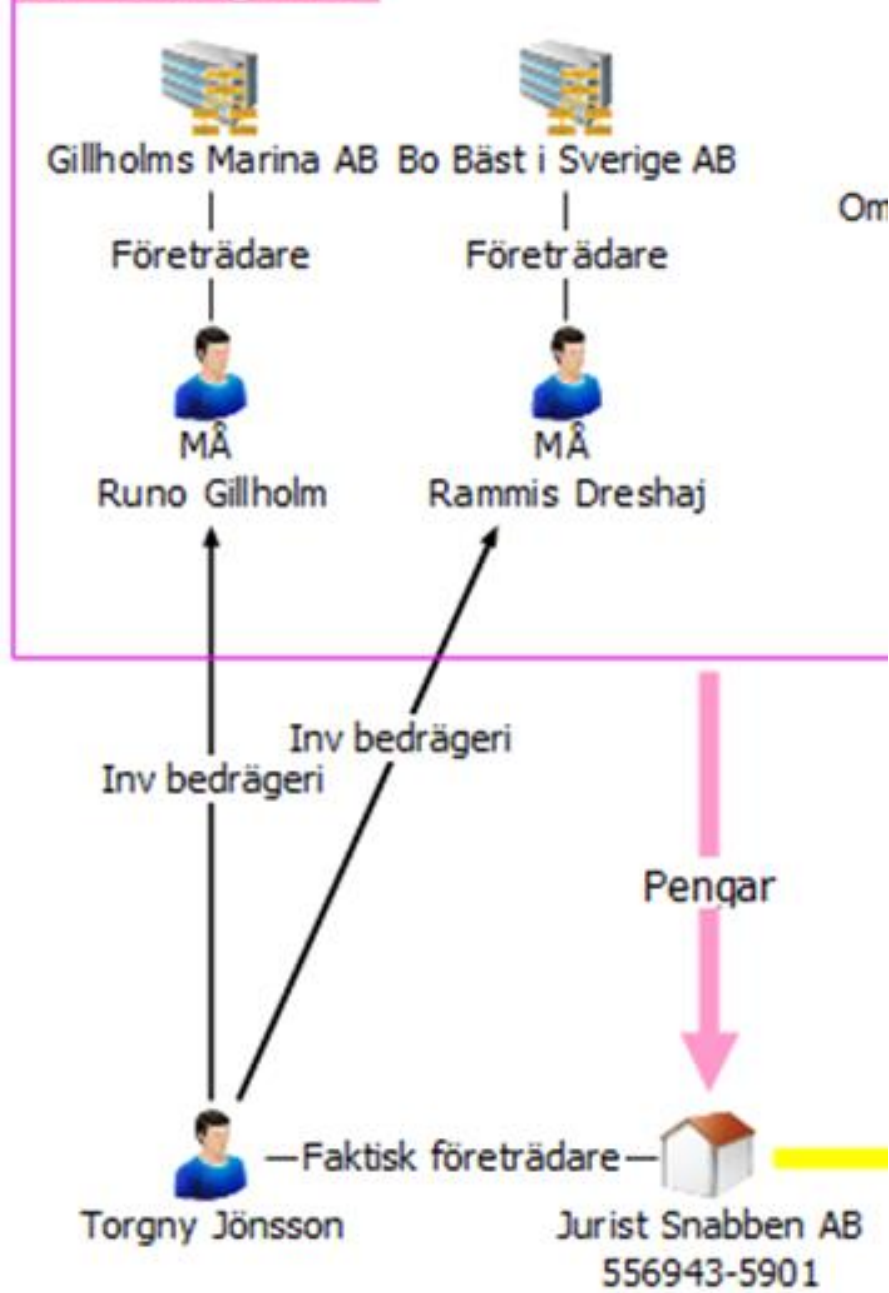 Gillholms Marina AB
Bo Bäst i Sverige AB
Om
Företrädare
Företrädare
MÅ
Runo Gillholm
MÅ
Rammis Dreshaj
Inv bedrägeri
Inv bedrägeri
Pengar
Torgny Jönsson
Faktisk företrädare
Jurist Snabben AB
556943-5901